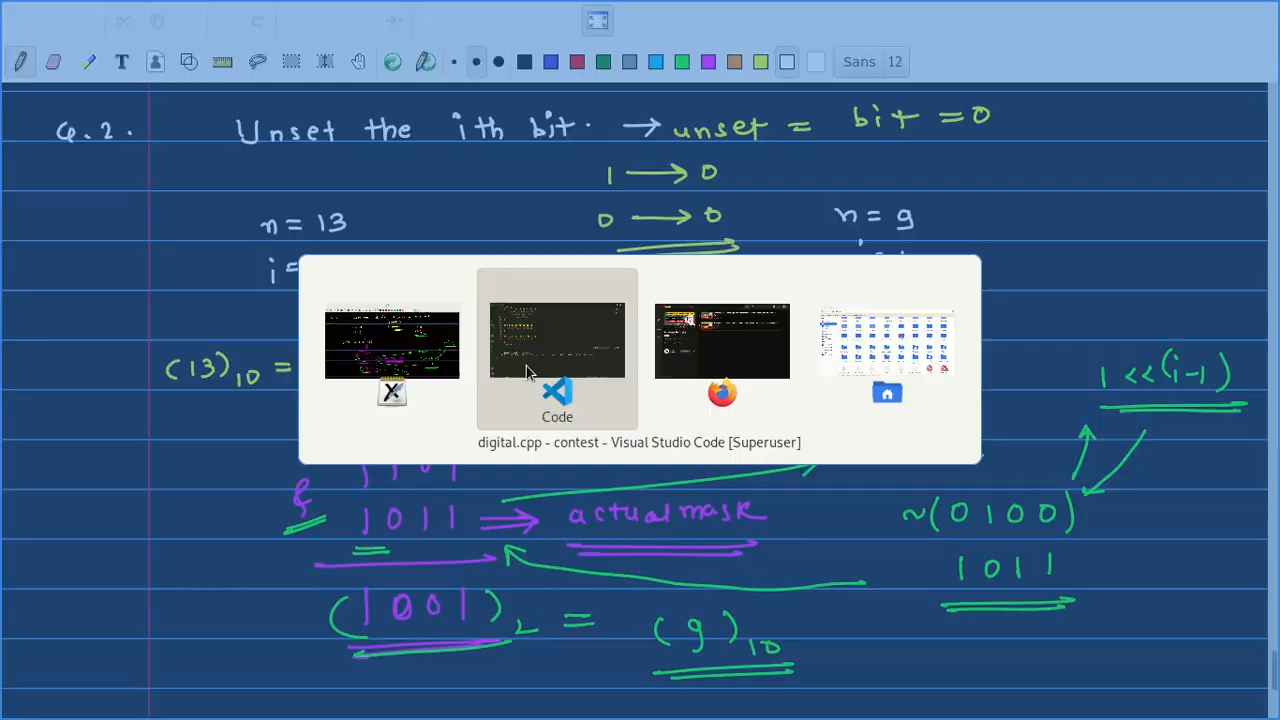 Sans 12
Q.2. Unset the ith bit. → unset = bit = 0
1 → 0
0 → 0
n = 13
n = 9
i =
(13)10 =
1 << (i-1)
Code
digital.cpp - contest - Visual Studio Code [Superuser]
1101
& 1011 ⇒ actual mask
~(0100)
1011
(1001)2 = (9)10